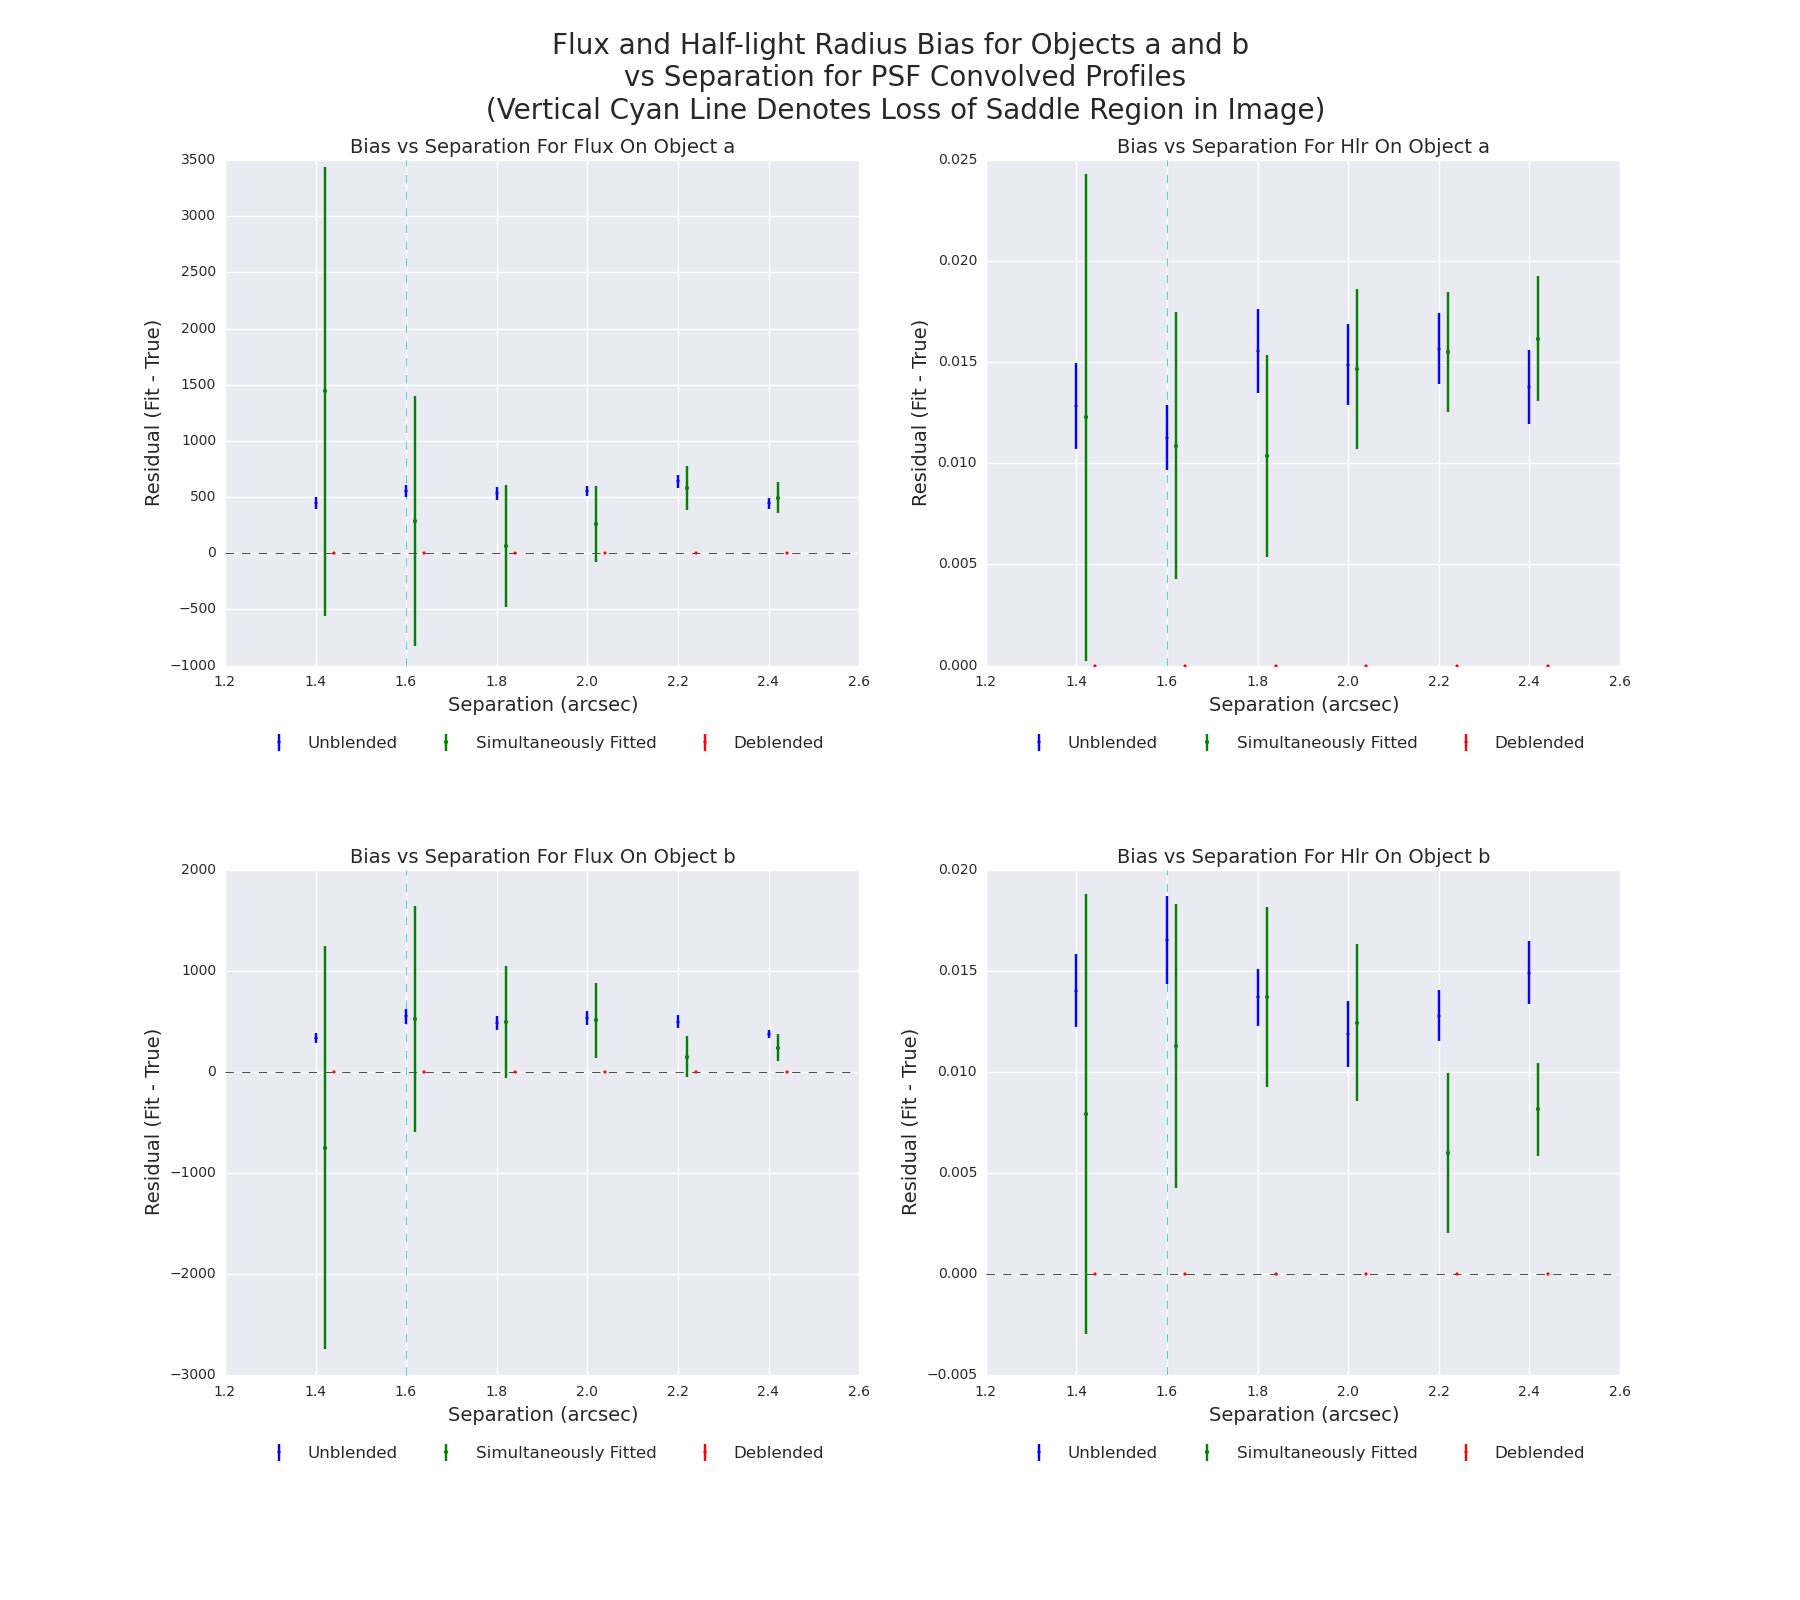 Flux and Half-light Radius Bias for Objects a and b
vs Separation for PSF Convolved Profiles
(Vertical Cyan Line Denotes Loss of Saddle Region in Image)
Bias vs Separation For Flux On Object a
3500
3000
2500
2000
1500
1000
500
0
−500
−1000
Residual (Fit - True)
1.2 1.4 1.6 1.8 2.0 2.2 2.4 2.6
Separation (arcsec)
Unblended Simultaneously Fitted Deblended
Bias vs Separation For Hlr On Object a
0.025
0.020
0.015
0.010
0.005
0.000
Residual (Fit - True)
1.2 1.4 1.6 1.8 2.0 2.2 2.4 2.6
Separation (arcsec)
Unblended Simultaneously Fitted Deblended
Bias vs Separation For Flux On Object b
2000
1000
0
−1000
−2000
−3000
Residual (Fit - True)
1.2 1.4 1.6 1.8 2.0 2.2 2.4 2.6
Separation (arcsec)
Unblended Simultaneously Fitted Deblended
Bias vs Separation For Hlr On Object b
0.020
0.015
0.010
0.005
0.000
−0.005
Residual (Fit - True)
1.2 1.4 1.6 1.8 2.0 2.2 2.4 2.6
Separation (arcsec)
Unblended Simultaneously Fitted Deblended